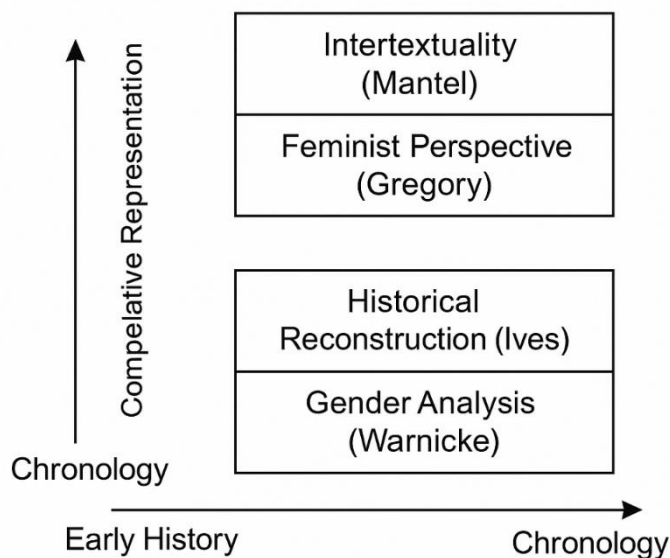 Compelative Representation
Intertextuality
(Mantel)
Feminist Perspective
(Gregory)
Historical
Reconstruction (Ives)
Gender Analysis
(Warnicke)
Chronology
Early History
Chronology